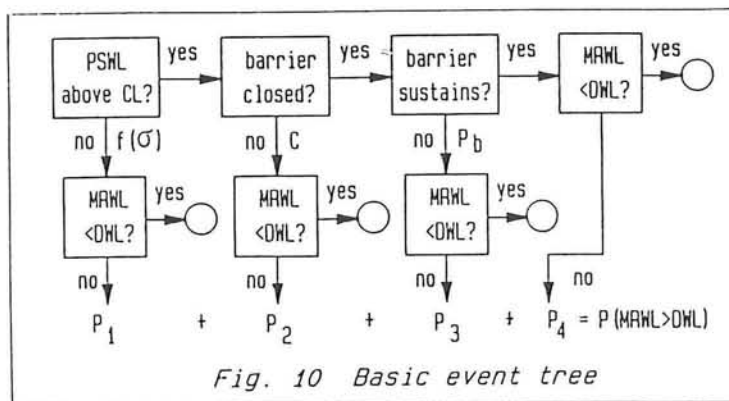 PSWL above CL?
yes
barrier closed?
yes
barrier sustains?
yes
MAWL <DWL?
yes
no f(σ)
no C
no P_b
MAWL <DWL?
yes
MAWL <DWL?
yes
MAWL <DWL?
yes
no
no
no
no
P_1 + P_2 + P_3 + P_4 = P(MAWL>DWL)
Fig. 10 Basic event tree